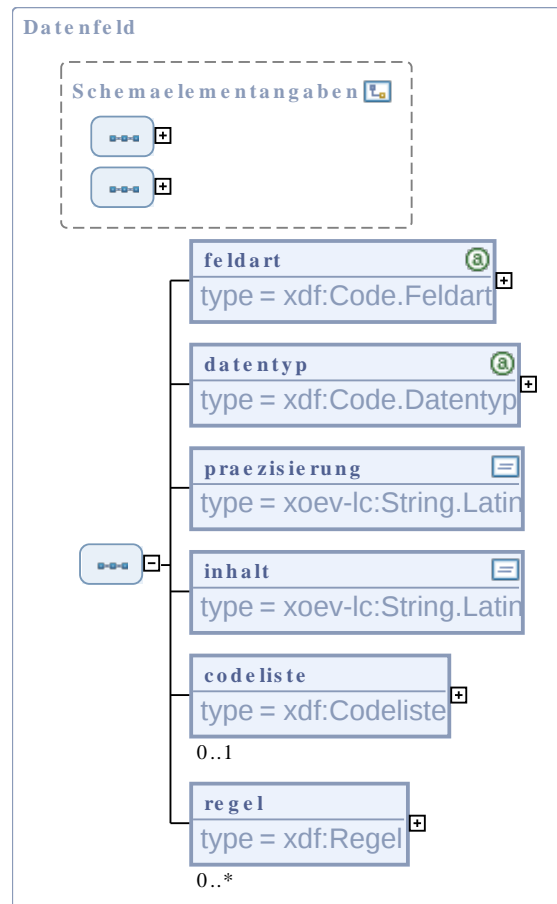 Datenfeld
Schemaelementangaben
feldart
type = xdf:Code.Feldart
datentyp
type = xdf:Code.Datentyp
praezisierung
type = xoev-lc:String.Latin
inhalt
type = xoev-lc:String.Latin
codeliste
type = xdf:Codeliste
0..1
regel
type = xdf:Regel
0..*